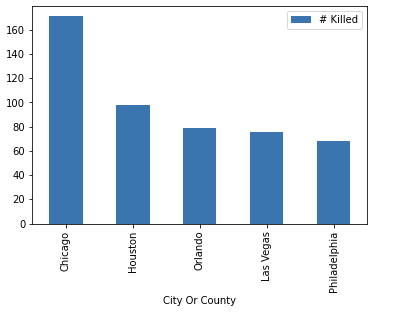 # Killed
160
140
120
100
80
60
40
20
0
Chicago
Houston
Orlando
Las Vegas
Philadelphia
City Or County